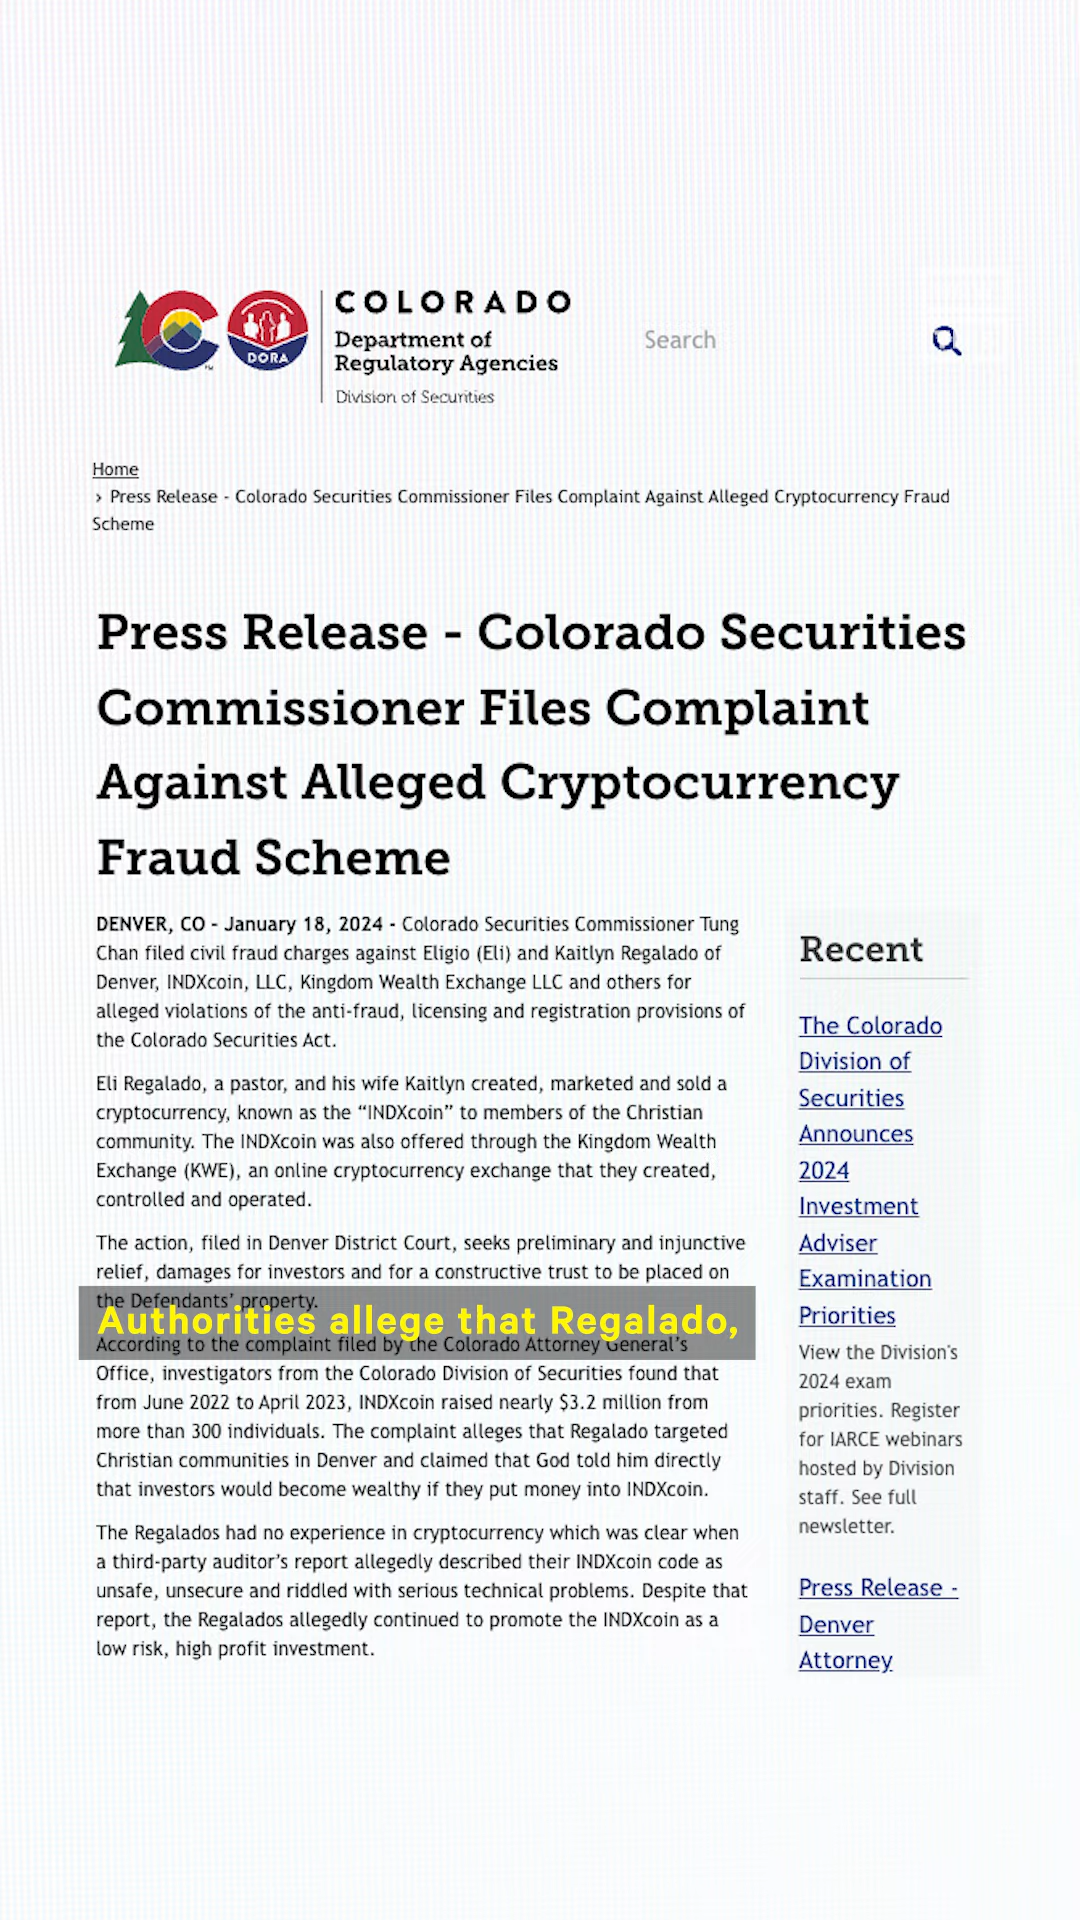 COLORADO
Department of
Regulatory Agencies
Division of Securities
DORA
TM
Search
Home
› Press Release - Colorado Securities Commissioner Files Complaint Against Alleged Cryptocurrency Fraud
Scheme
Press Release - Colorado Securities
Commissioner Files Complaint
Against Alleged Cryptocurrency
Fraud Scheme
DENVER, CO - January 18, 2024 - Colorado Securities Commissioner Tung
Chan filed civil fraud charges against Eligio (Eli) and Kaitlyn Regalado of
Denver, INDXcoin, LLC, Kingdom Wealth Exchange LLC and others for
alleged violations of the anti-fraud, licensing and registration provisions of
the Colorado Securities Act.
Eli Regalado, a pastor, and his wife Kaitlyn created, marketed and sold a
cryptocurrency, known as the “INDXcoin” to members of the Christian
community. The INDXcoin was also offered through the Kingdom Wealth
Exchange (KWE), an online cryptocurrency exchange that they created,
controlled and operated.
The action, filed in Denver District Court, seeks preliminary and injunctive
relief, damages for investors and for a constructive trust to be placed on
the Defendants’ property.
Authorities allege that Regalado,
According to the complaint filed by the Colorado Attorney General’s
Office, investigators from the Colorado Division of Securities found that
from June 2022 to April 2023, INDXcoin raised nearly $3.2 million from
more than 300 individuals. The complaint alleges that Regalado targeted
Christian communities in Denver and claimed that God told him directly
that investors would become wealthy if they put money into INDXcoin.
The Regalados had no experience in cryptocurrency which was clear when
a third-party auditor’s report allegedly described their INDXcoin code as
unsafe, unsecure and riddled with serious technical problems. Despite that
report, the Regalados allegedly continued to promote the INDXcoin as a
low risk, high profit investment.
Recent
The Colorado
Division of
Securities
Announces
2024
Investment
Adviser
Examination
Priorities
View the Division's
2024 exam
priorities. Register
for IARCE webinars
hosted by Division
staff. See full
newsletter.
Press Release -
Denver
Attorney